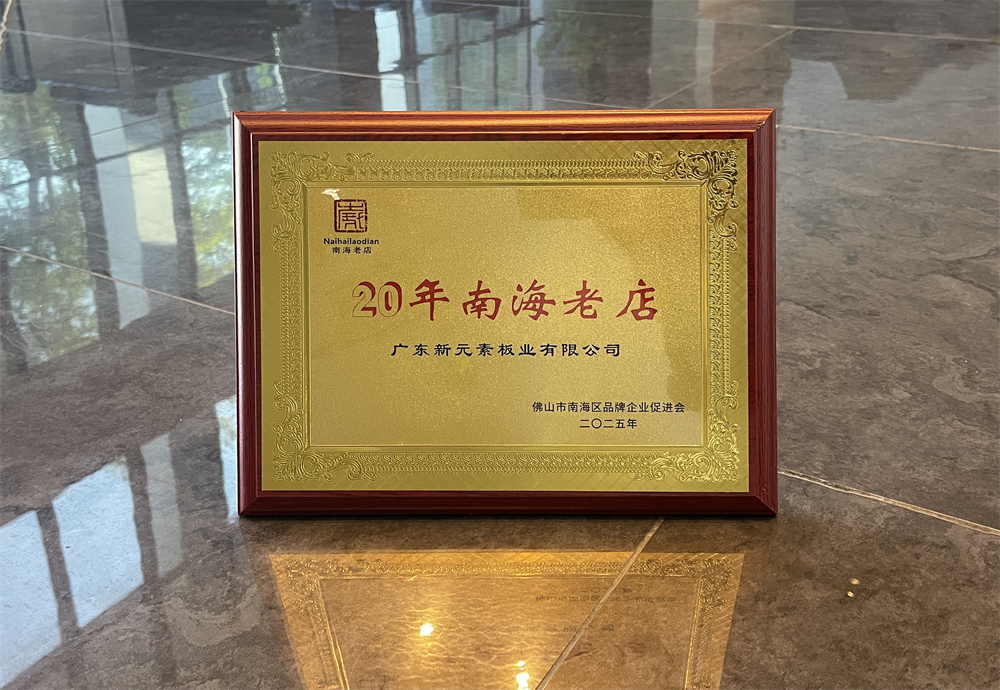 Naihailaodian
南海老店
20年南海老店
广东新元素板业有限公司
佛山市南海区品牌企业促进会
二〇二五年